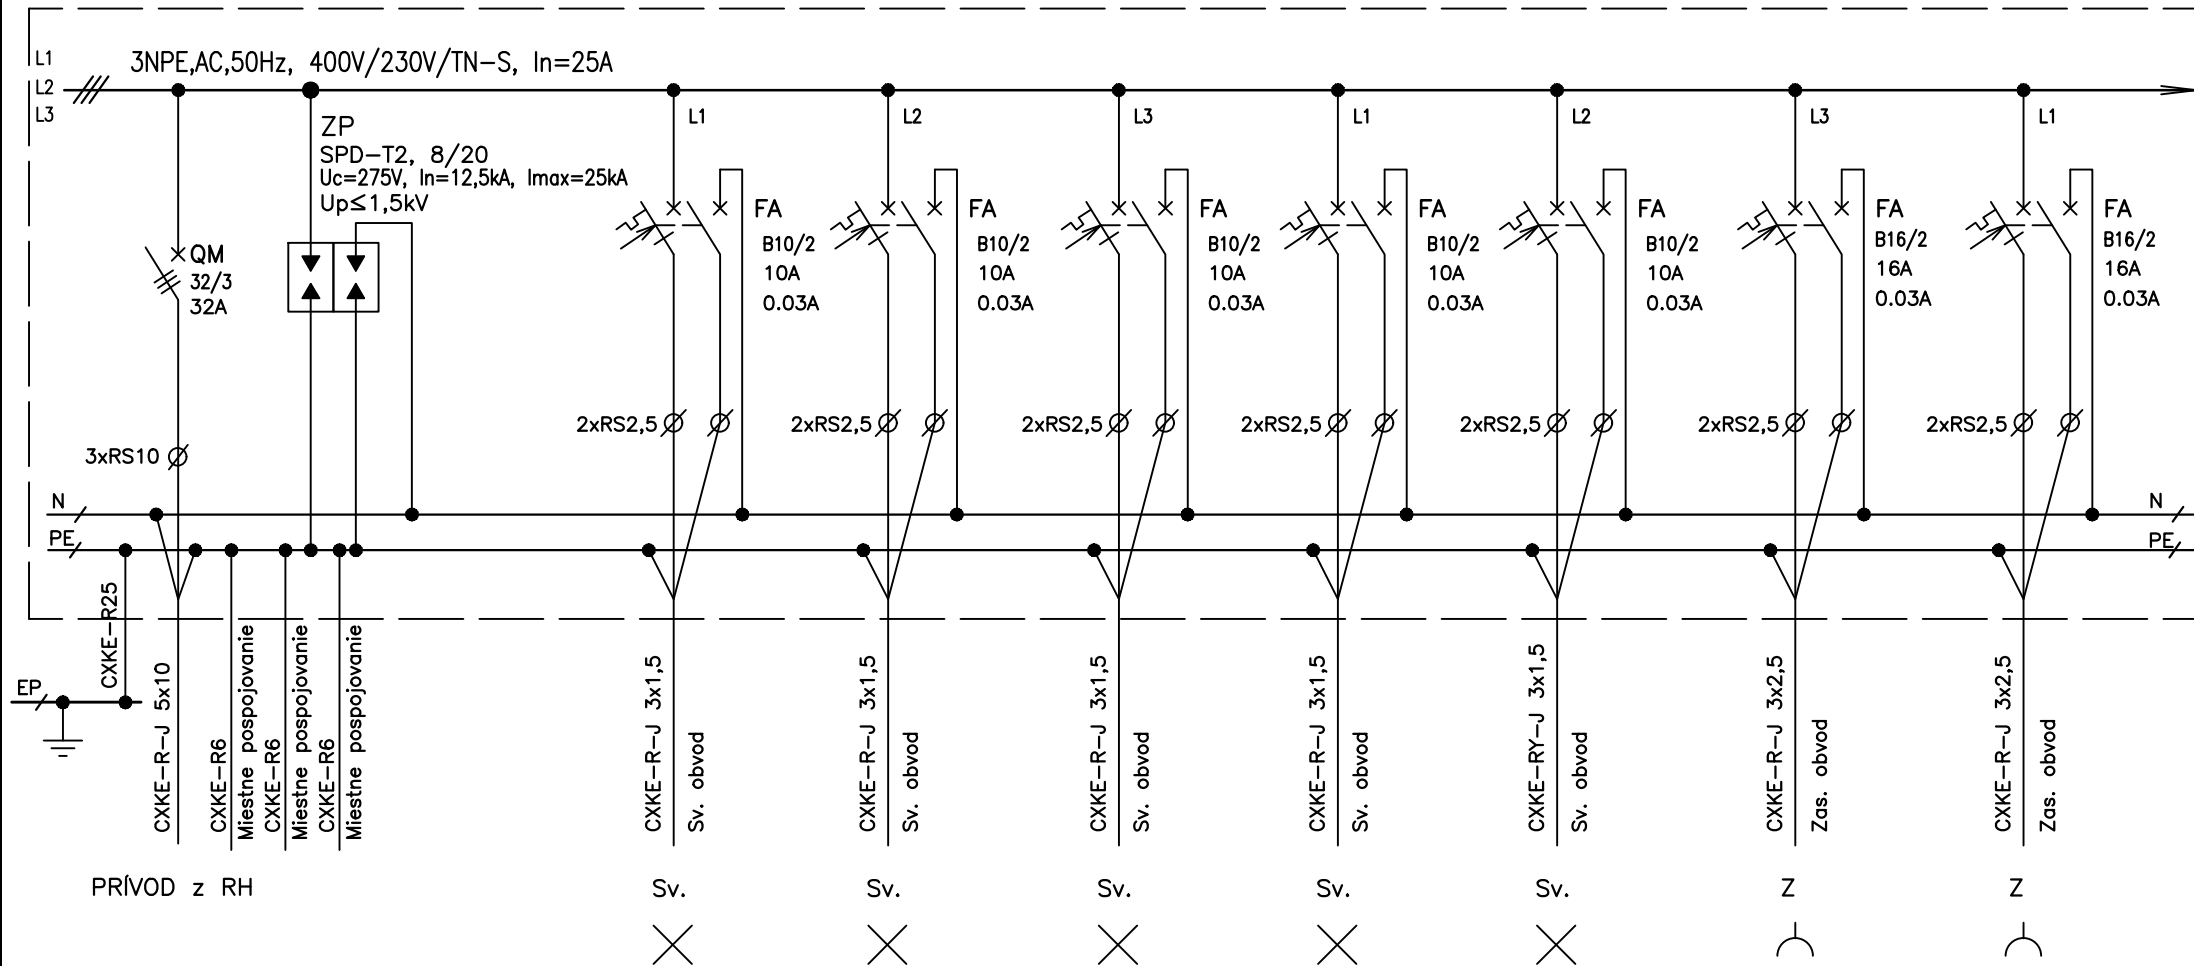 L1
L2
L3
3NPE,AC,50Hz, 400V/230V/TN-S, In=25A
ZP
SPD-T2, 8/20
Uc=275V, In=12,5kA, Imax=25kA
Up≤1,5kV
QM
32/3
32A
3xRS10
N
PE
L1
FA
B10/2
10A
0.03A
2xRS2,5
L2
FA
B10/2
10A
0.03A
2xRS2,5
L3
FA
B10/2
10A
0.03A
2xRS2,5
L1
FA
B10/2
10A
0.03A
2xRS2,5
L2
FA
B10/2
10A
0.03A
2xRS2,5
L3
FA
B16/2
16A
0.03A
2xRS2,5
L1
FA
B16/2
16A
0.03A
2xRS2,5
N
PE
EP
CXKE-R25
CXKE-R-J 5x10
CXKE-R6
Miestne pospojovanie
CXKE-R6
Miestne pospojovanie
CXKE-R6
Miestne pospojovanie
CXKE-R-J 3x1,5
Sv. obvod
CXKE-R-J 3x1,5
Sv. obvod
CXKE-R-J 3x1,5
Sv. obvod
CXKE-R-J 3x1,5
Sv. obvod
CXKE-RY-J 3x1,5
Sv. obvod
CXKE-R-J 3x2,5
Zas. obvod
CXKE-R-J 3x2,5
Zas. obvod
PRÍVOD z RH
Sv.
Sv.
Sv.
Sv.
Sv.
Z
Z